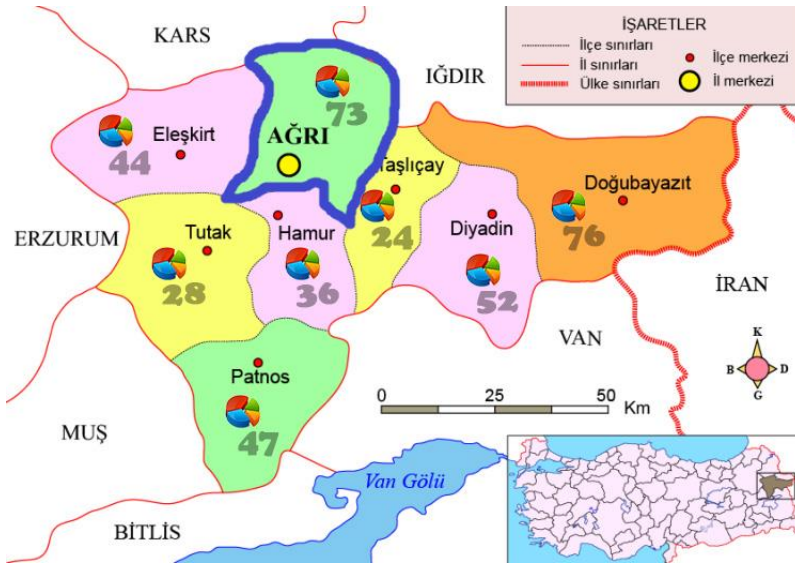 KARS
IĞDIR
İŞARETLER
İlçe sınırları
İl sınırları
Ülke sınırları
İlçe merkezi
İl merkezi
73
AĞRI
44
Eleşkirt
Taşlıçay
24
Doğubayazıt
76
ERZURUM
Tutak
28
Hamur
36
Diyadin
52
İRAN
VAN
K
B
D
G
Patnos
47
0 25 50 Km
MUŞ
Van Gölü
BİTLİS